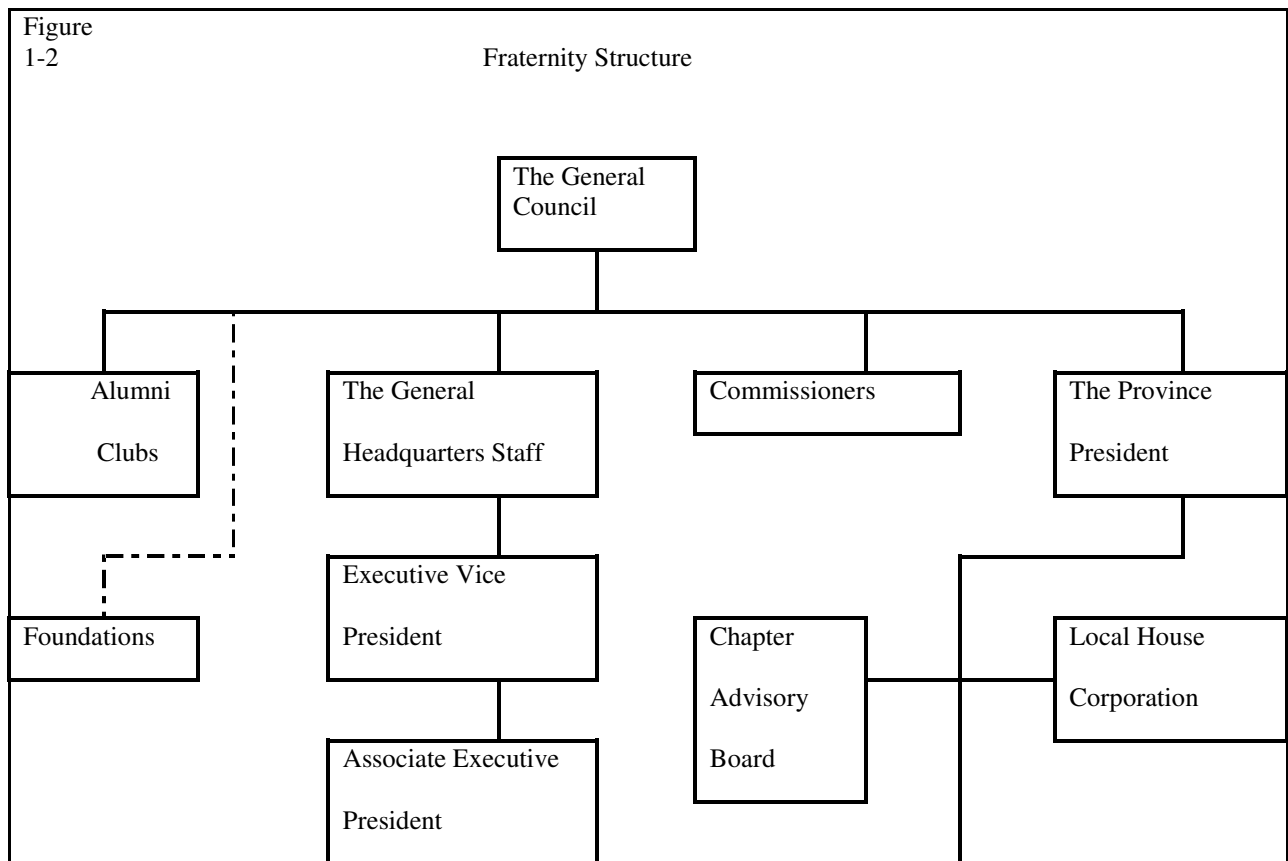 Figure
1-2
Fraternity Structure
The General
Council
Alumni
Clubs
The General
Headquarters Staff
Commissioners
The Province
President
Foundations
Executive Vice
President
Chapter
Advisory
Board
Local House
Corporation
Associate Executive
President